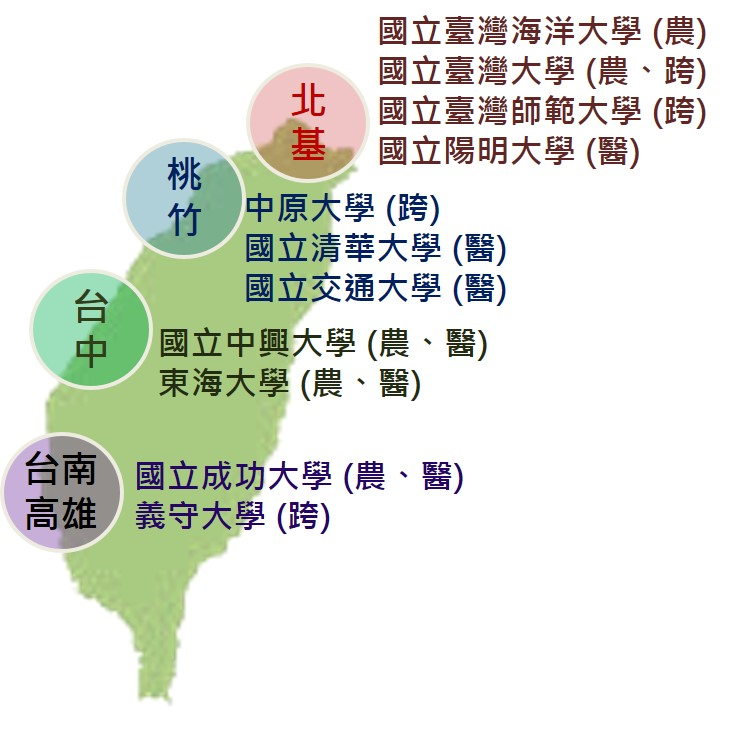 國立臺灣海洋大學 (農)
國立臺灣大學 (農、跨)
國立臺灣師範大學 (跨)
國立陽明大學 (醫)
北
基
桃
竹
中原大學 (跨)
國立清華大學 (醫)
國立交通大學 (醫)
台
中
國立中興大學 (農、醫)
東海大學 (農、醫)
台南
高雄
國立成功大學 (農、醫)
義守大學 (跨)